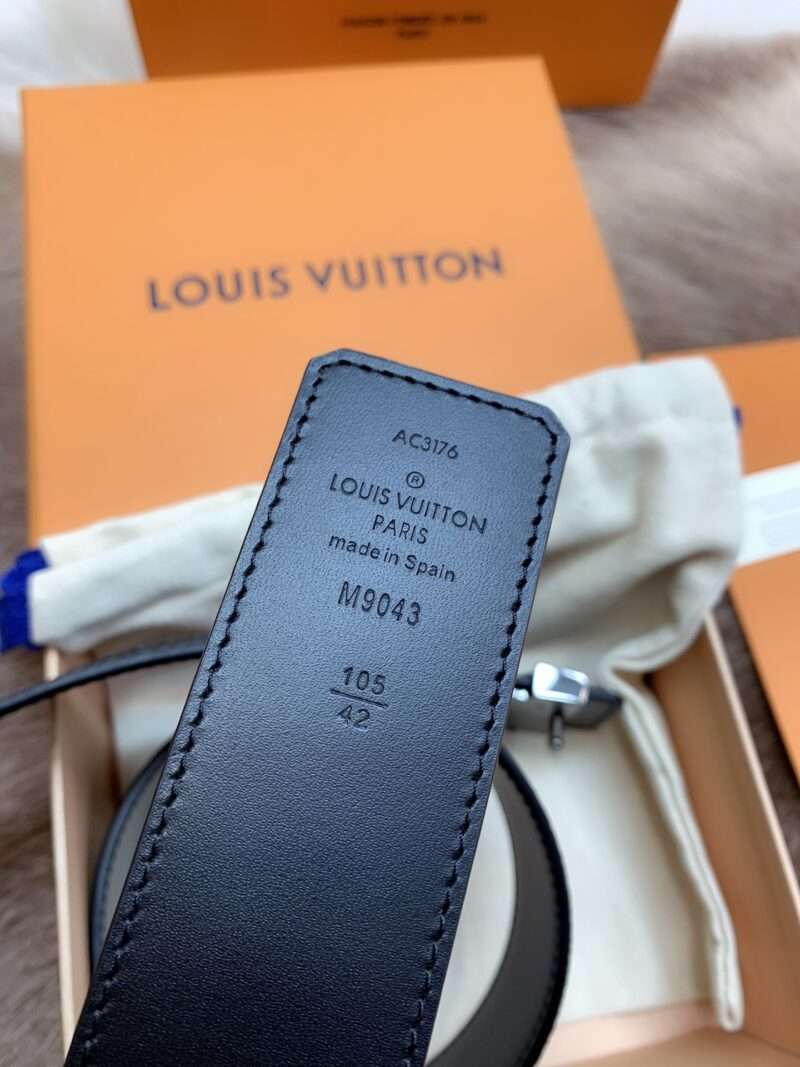 LOUIS VUITTON
AC3176
®
LOUIS VUITTON
PARIS
made in Spain
M9043
105
42